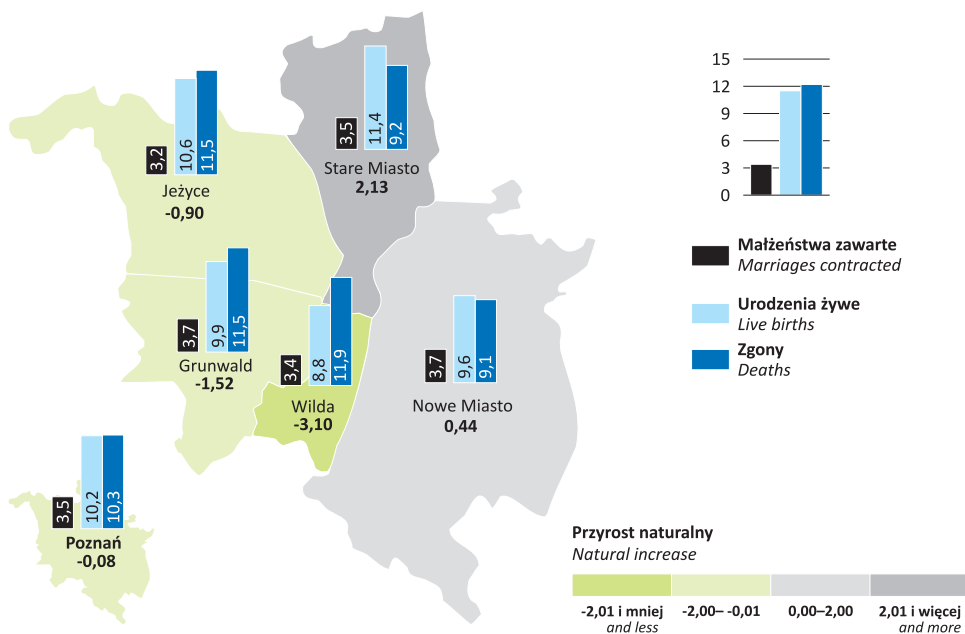 3,2
10,6
11,5
Jeżyce
-0,90
3,5
11,4
9,2
Stare Miasto
2,13
3,7
9,9
11,5
Grunwald
-1,52
3,4
8,8
11,9
Wilda
-3,10
3,7
9,6
9,1
Nowe Miasto
0,44
3,5
10,2
10,3
Poznań
-0,08
15
12
9
6
3
0
Małżeństwa zawarte
Marriages contracted
Urodzenia żywe
Live births
Zgony
Deaths
Przyrost naturalny
Natural increase
-2,01 i mniej
and less
-2,00– -0,01
0,00–2,00
2,01 i więcej
and more